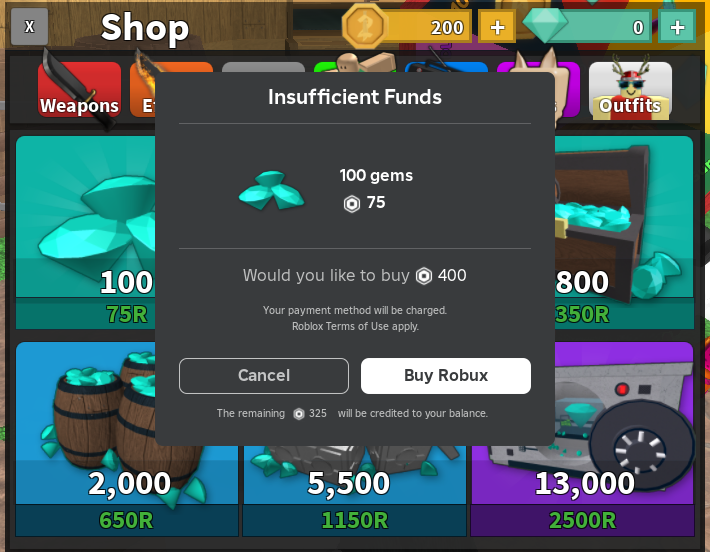 X
Shop
200
+
0
+
Weapons
Outfits
Insufficient Funds
100 gems
75
Would you like to buy 400
Your payment method will be charged.
Roblox Terms of Use apply.
Cancel
Buy Robux
The remaining 325 will be credited to your balance.
100
75R
800
350R
2,000
650R
5,500
1150R
13,000
2500R